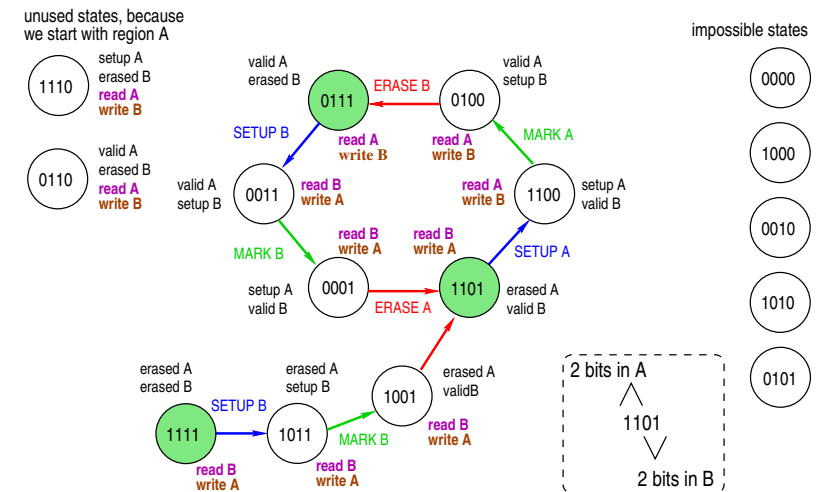 unused states, because
we start with region A
1110
setup A
erased B
read A
write B
0110
valid A
erased B
read A
write B
valid A
erased B
0111
read A
write B
ERASE B
valid A
setup B
0100
read A
write B
SETUP B
MARK A
valid A
setup B
0011
read B
write A
read A
write B
1100
setup A
valid B
MARK B
read B
write A
read B
write A
SETUP A
setup A
valid B
0001
ERASE A
1101
erased A
valid B
erased A
erased B
1111
read B
write A
SETUP B
erased A
setup B
1011
read B
write A
MARK B
1001
erased A
validB
read B
write A
impossible states
0000
1000
0010
1010
0101
2 bits in A
1101
2 bits in B